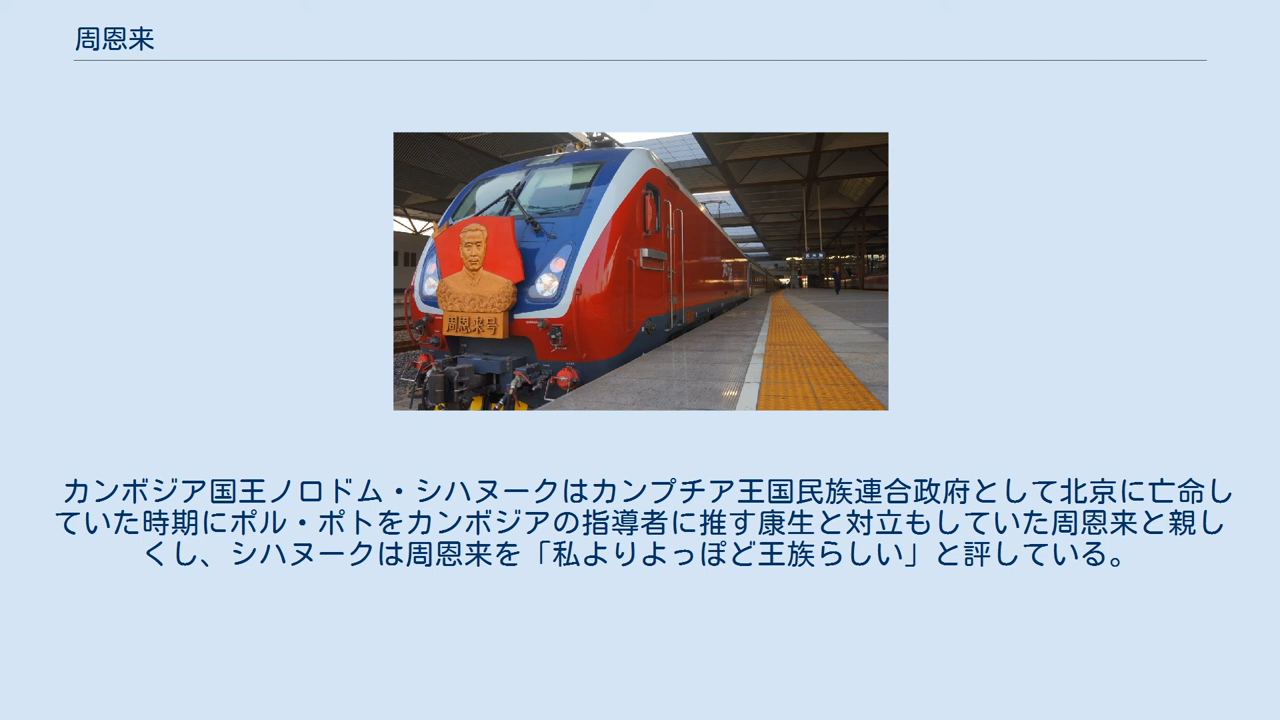 周恩来
周恩来号
カンボジア国王ノロドム・シハヌークはカンプチア王国民族連合政府として北京に亡命し
ていた時期にポル・ポトをカンボジアの指導者に推す康生と対立もしていた周恩来と親し
くし、シハヌークは周恩来を「私よりよっぽど王族らしい」と評している。